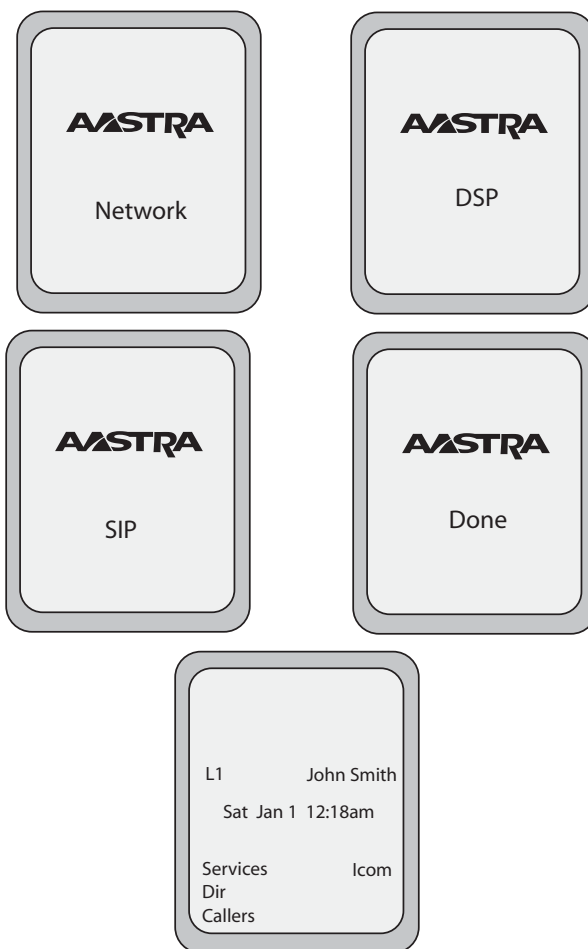 AASTRA
Network
AASTRA
DSP
AASTRA
SIP
AASTRA
Done
L1 John Smith
Sat Jan 1 12:18am
Services Icom
Dir
Callers